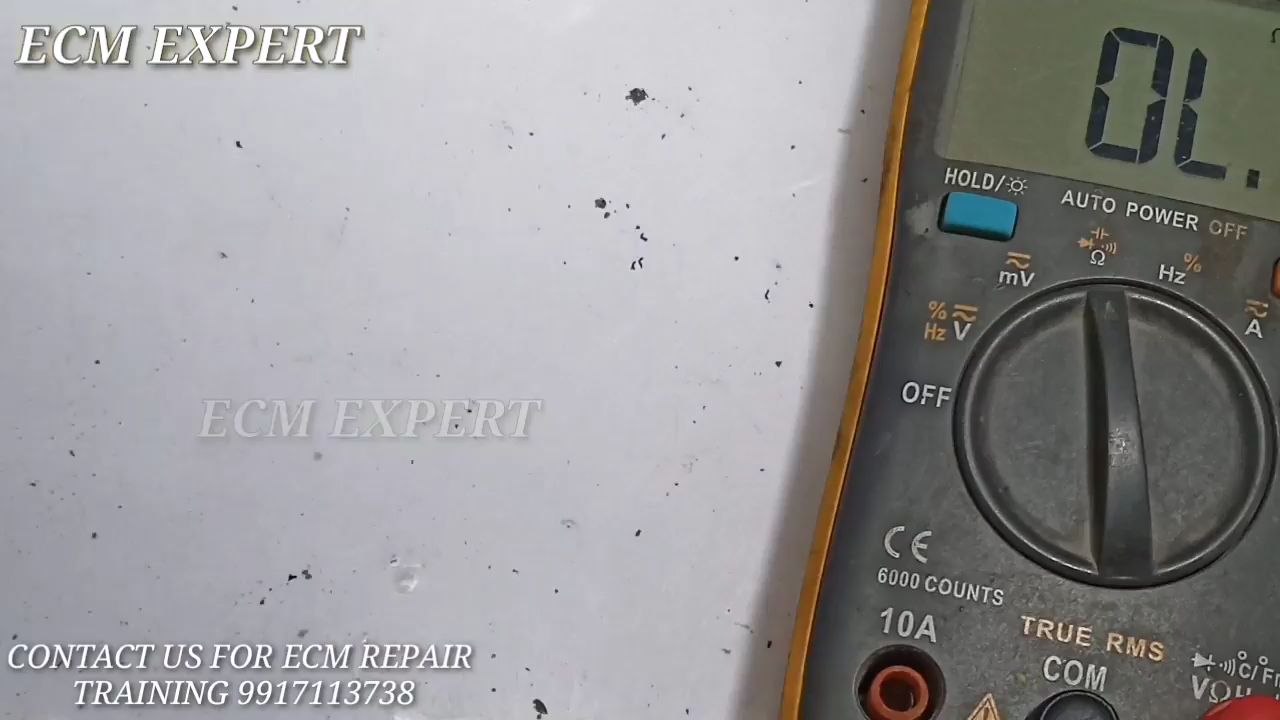 ECM EXPERT
OL.
HOLD/
AUTO POWER OFF
Ω
mV
Hz %
% Hz V
A
OFF
ECM EXPERT
CE
6000 COUNTS
10A
TRUE RMS
COM
CONTACT US FOR ECM REPAIR
TRAINING 9917113738